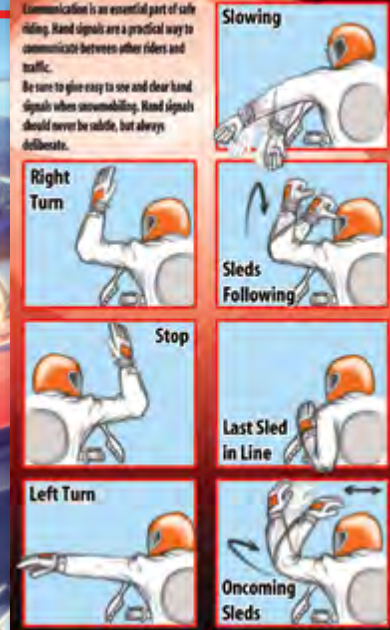 Communication is an essential part of safe
riding. Hand signals are a practical way to
communicate between other riders and
traffic.
Be sure to give easy to see and clear hand
signals when snowmobiling. Hand signals
should never be subtle, but always
deliberate.
Slowing
Right
Turn
Sleds
Following
Stop
Last Sled
in Line
Left Turn
Oncoming
Sleds